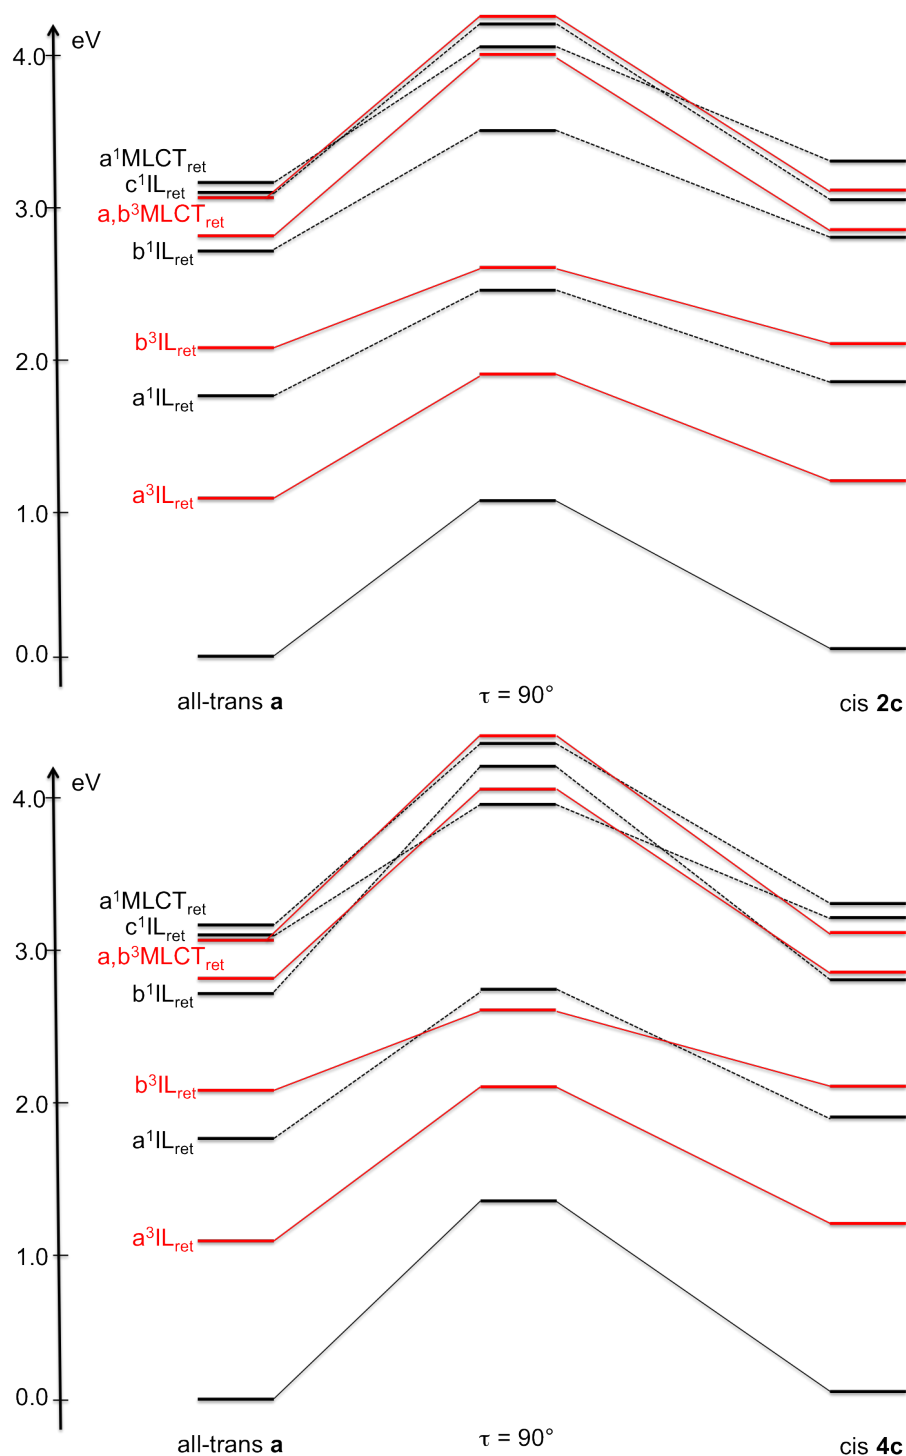 eV
4.0
a¹MLCTret
c¹ILret
3.0
a,b³MLCTret
b¹ILret
b³ILret
2.0
a¹ILret
a³ILret
1.0
0.0
all-trans a
τ = 90°
cis 2c
eV
4.0
a¹MLCTret
c¹ILret
3.0
a,b³MLCTret
b¹ILret
b³ILret
2.0
a¹ILret
a³ILret
1.0
0.0
all-trans a
τ = 90°
cis 4c